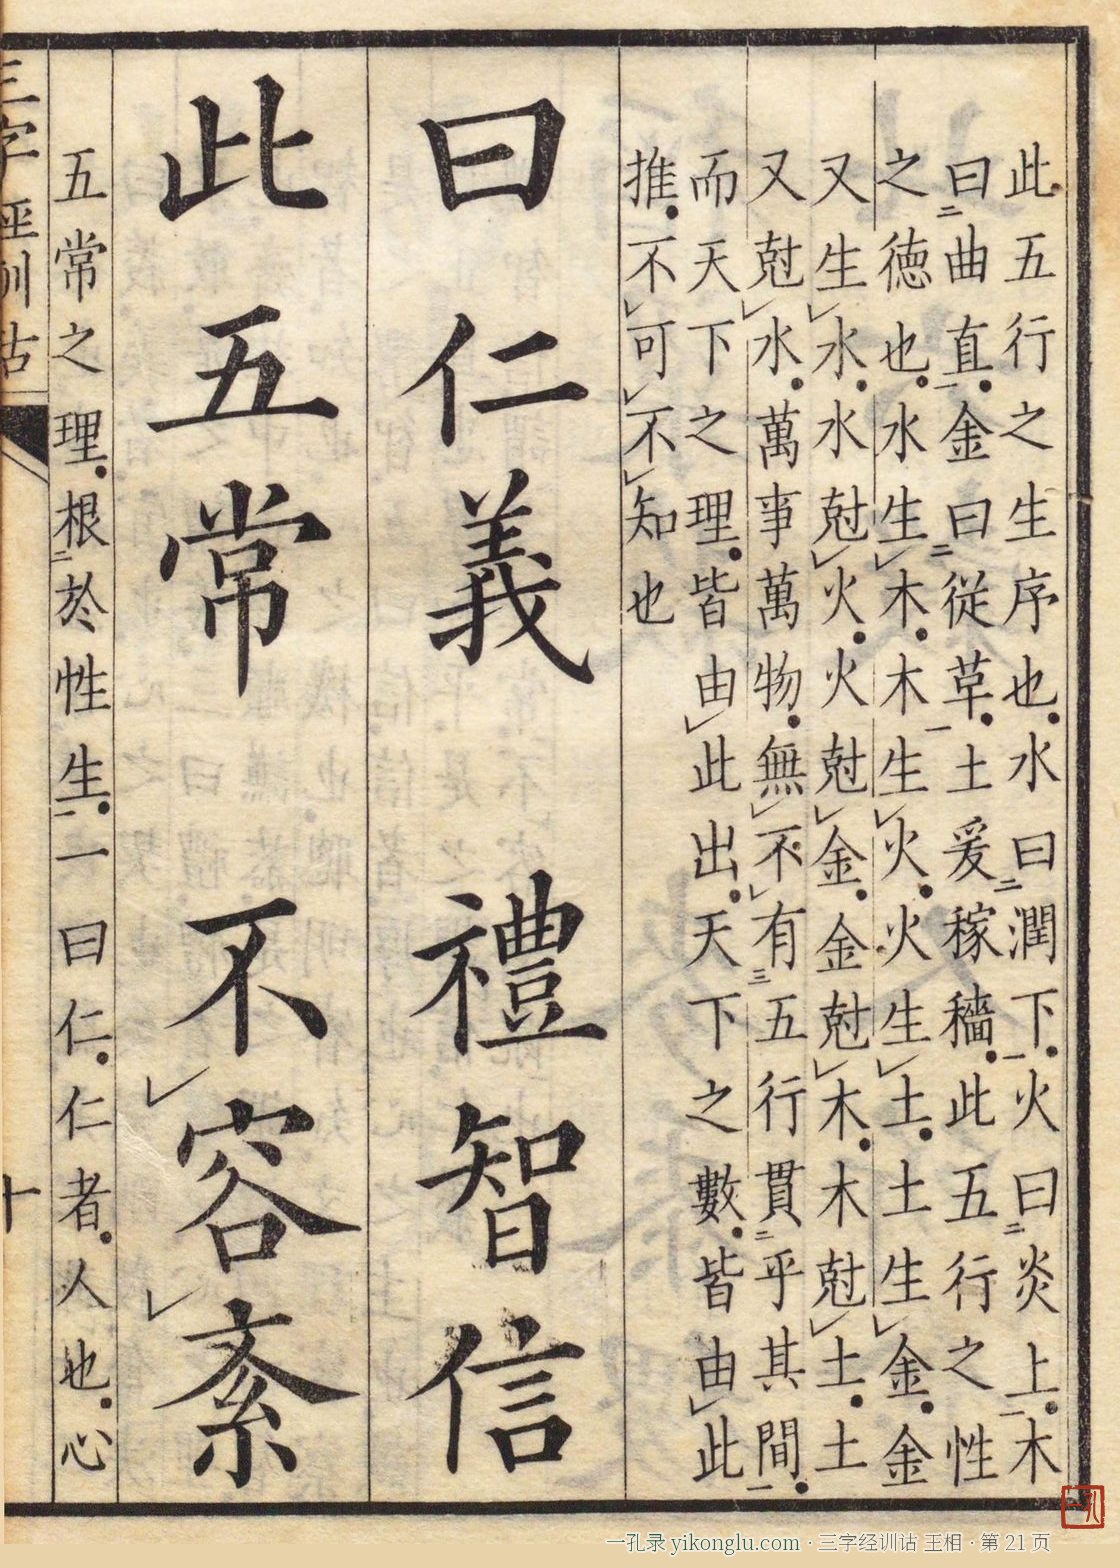 此五行之生序也水曰潤下火曰炎上木
曰曲直金曰從草土爰稼穡此五行之性
之徳也水生木木生火火生土土生金金
又生水水尅火火尅金金尅木木尅土土
又尅水萬事萬物無不有五行貫乎其間
而天下之理皆由此出天下之數皆由此
推不可不知也
曰仁義禮智信
此五常不容紊
五常之理根於性生一曰仁仁者人也心
三字經訓詁
十
一孔录 yikonglu.com · 三字经训诂 王相 · 第 21 页